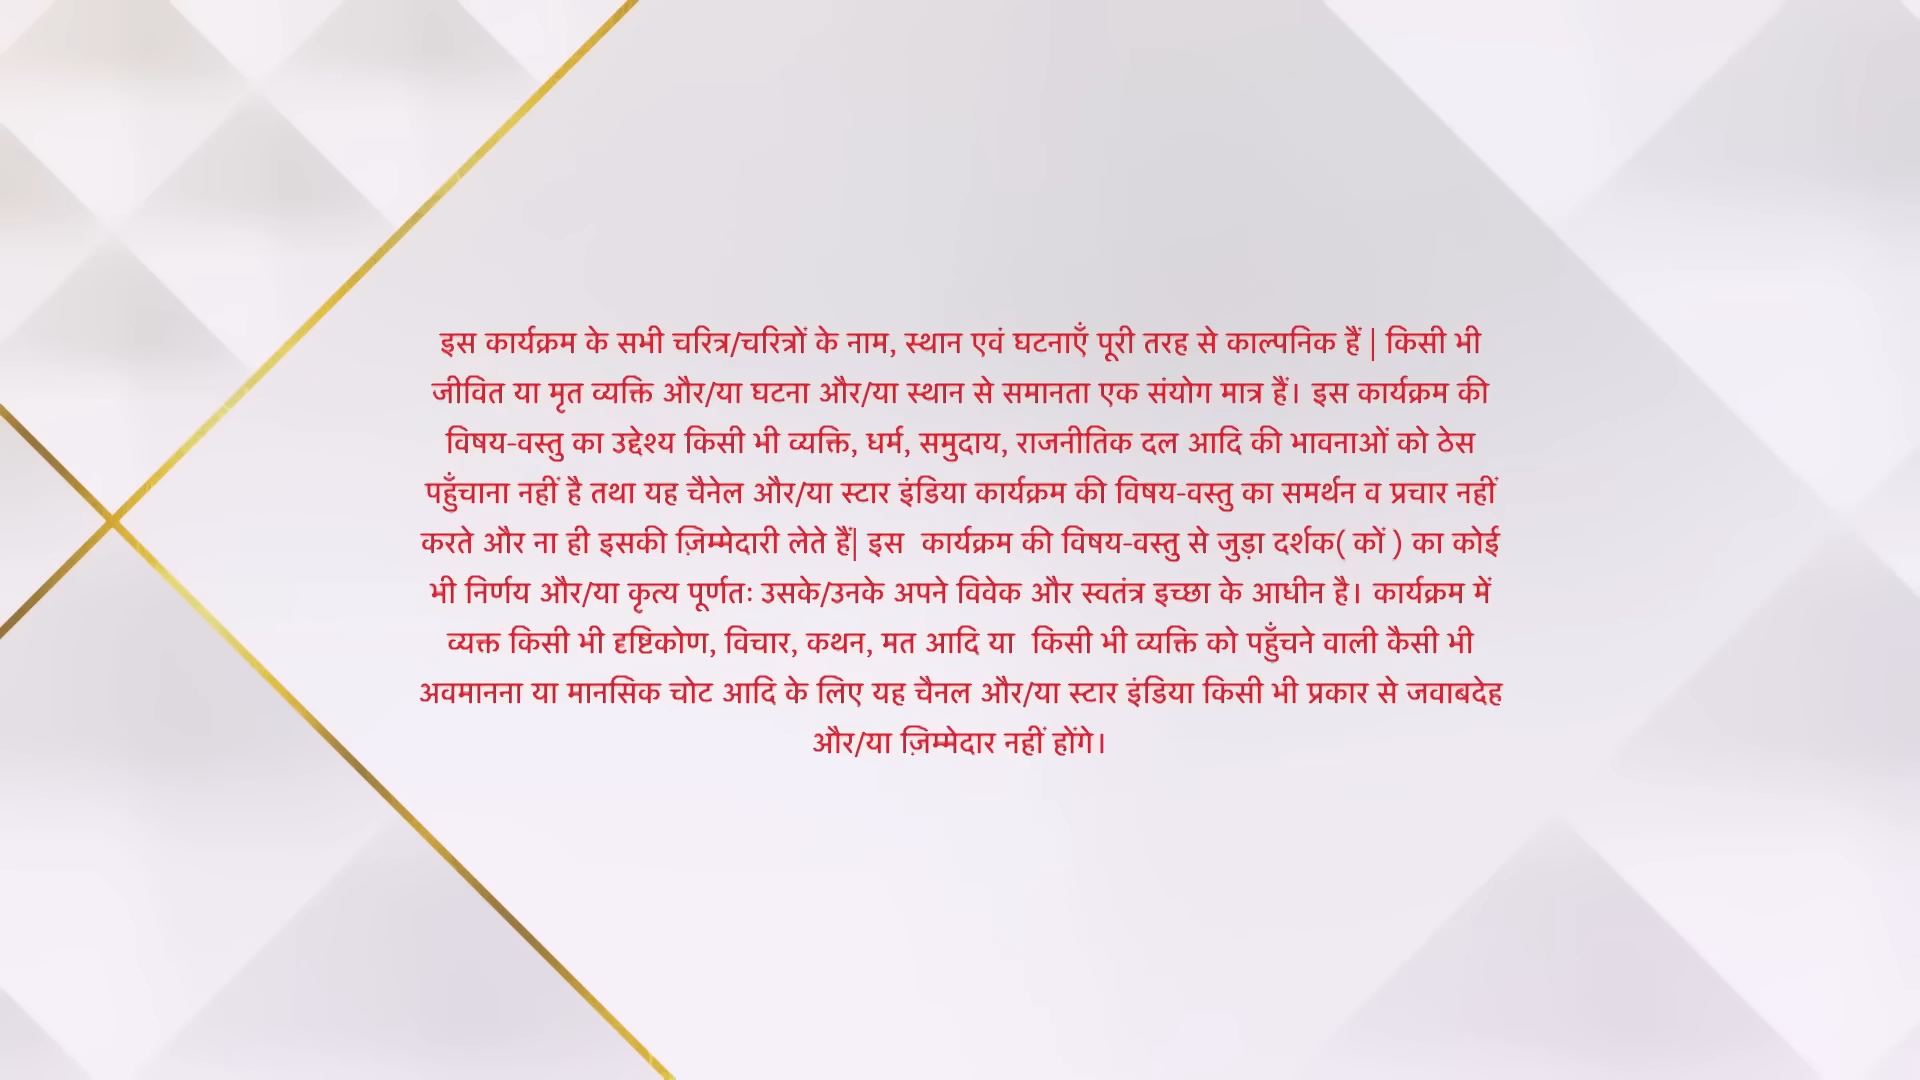 इस कार्यक्रम के सभी चरित्र/चरित्रों के नाम, स्थान एवं घटनाएँ पूरी तरह से काल्पनिक हैं | किसी भी
जीवित या मृत व्यक्ति और/या घटना और/या स्थान से समानता एक संयोग मात्र हैं। इस कार्यक्रम की
विषय-वस्तु का उद्देश्य किसी भी व्यक्ति, धर्म, समुदाय, राजनीतिक दल आदि की भावनाओं को ठेस
पहुँचाना नहीं है तथा यह चैनेल और/या स्टार इंडिया कार्यक्रम की विषय-वस्तु का समर्थन व प्रचार नहीं
करते और ना ही इसकी ज़िम्मेदारी लेते हैं| इस  कार्यक्रम की विषय-वस्तु से जुड़ा दर्शक( कों ) का कोई
भी निर्णय और/या कृत्य पूर्णतः उसके/उनके अपने विवेक और स्वतंत्र इच्छा के आधीन है। कार्यक्रम में
व्यक्त किसी भी दृष्टिकोण, विचार, कथन, मत आदि या  किसी भी व्यक्ति को पहुँचने वाली कैसी भी
अवमानना या मानसिक चोट आदि के लिए यह चैनल और/या स्टार इंडिया किसी भी प्रकार से जवाबदेह
और/या ज़िम्मेदार नहीं होंगे।